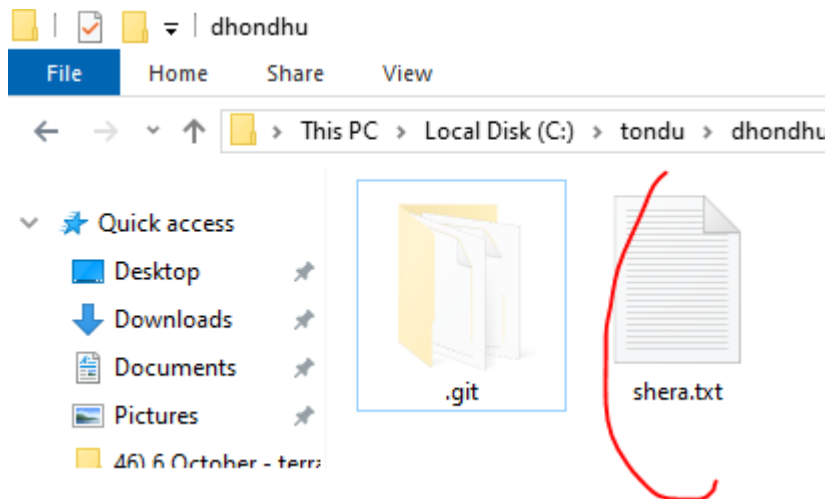 dhondhu
File Home Share View
This PC > Local Disk (C:) > tondu > dhondhu
Quick access
Desktop
Downloads
Documents
Pictures
46) 6 October - terra
.git
shera.txt